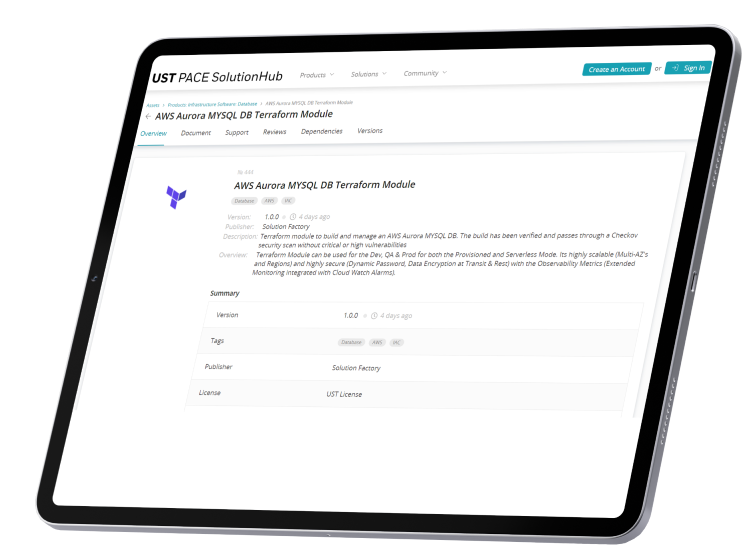 UST PACE SolutionHub
Products
Solutions
Community
Create an Account or Sign In
Assets > Products: Infrastructure Software: Database > AWS Aurora MYSQL DB Terraform Module
← AWS Aurora MYSQL DB Terraform Module
Overview
Document
Support
Reviews
Dependencies
Versions
AWS Aurora MYSQL DB Terraform Module
Database AWS IAC
Version: 1.0.0 4 days ago
Publisher: Solution Factory
Description: Terraform module to build and manage an AWS Aurora MYSQL DB. The build has been verified and passes through a Checkov
security scan without critical or high vulnerabilities
Overview: Terraform Module can be used for the Dev, QA & Prod for both the Provisioned and Serverless Mode. Its highly scalable (Multi-AZ's
and Regions) and highly secure (Dynamic Password, Data Encryption at Transit & Rest) with the Observability Metrics (Extended
Monitoring integrated with Cloud Watch Alarms).
Summary
Version 1.0.0 4 days ago
Tags Database AWS IAC
Publisher Solution Factory
License UST License